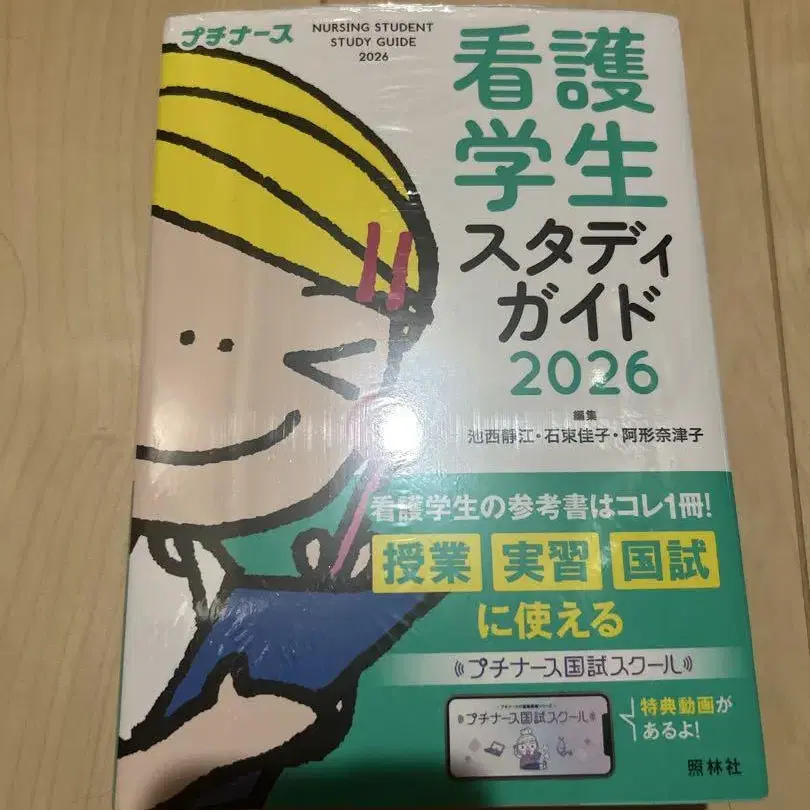 プチナース
NURSING STUDENT
STUDY GUIDE
2026
看護
学生
スタディ
ガイド
2026
編集
池西静江・石束佳子・阿形奈津子
看護学生の参考書はコレ1冊!
授業 実習 国試
に使える
プチナース国試スクール
プチナース国試スクール
特典動画が
あるよ!
照林社